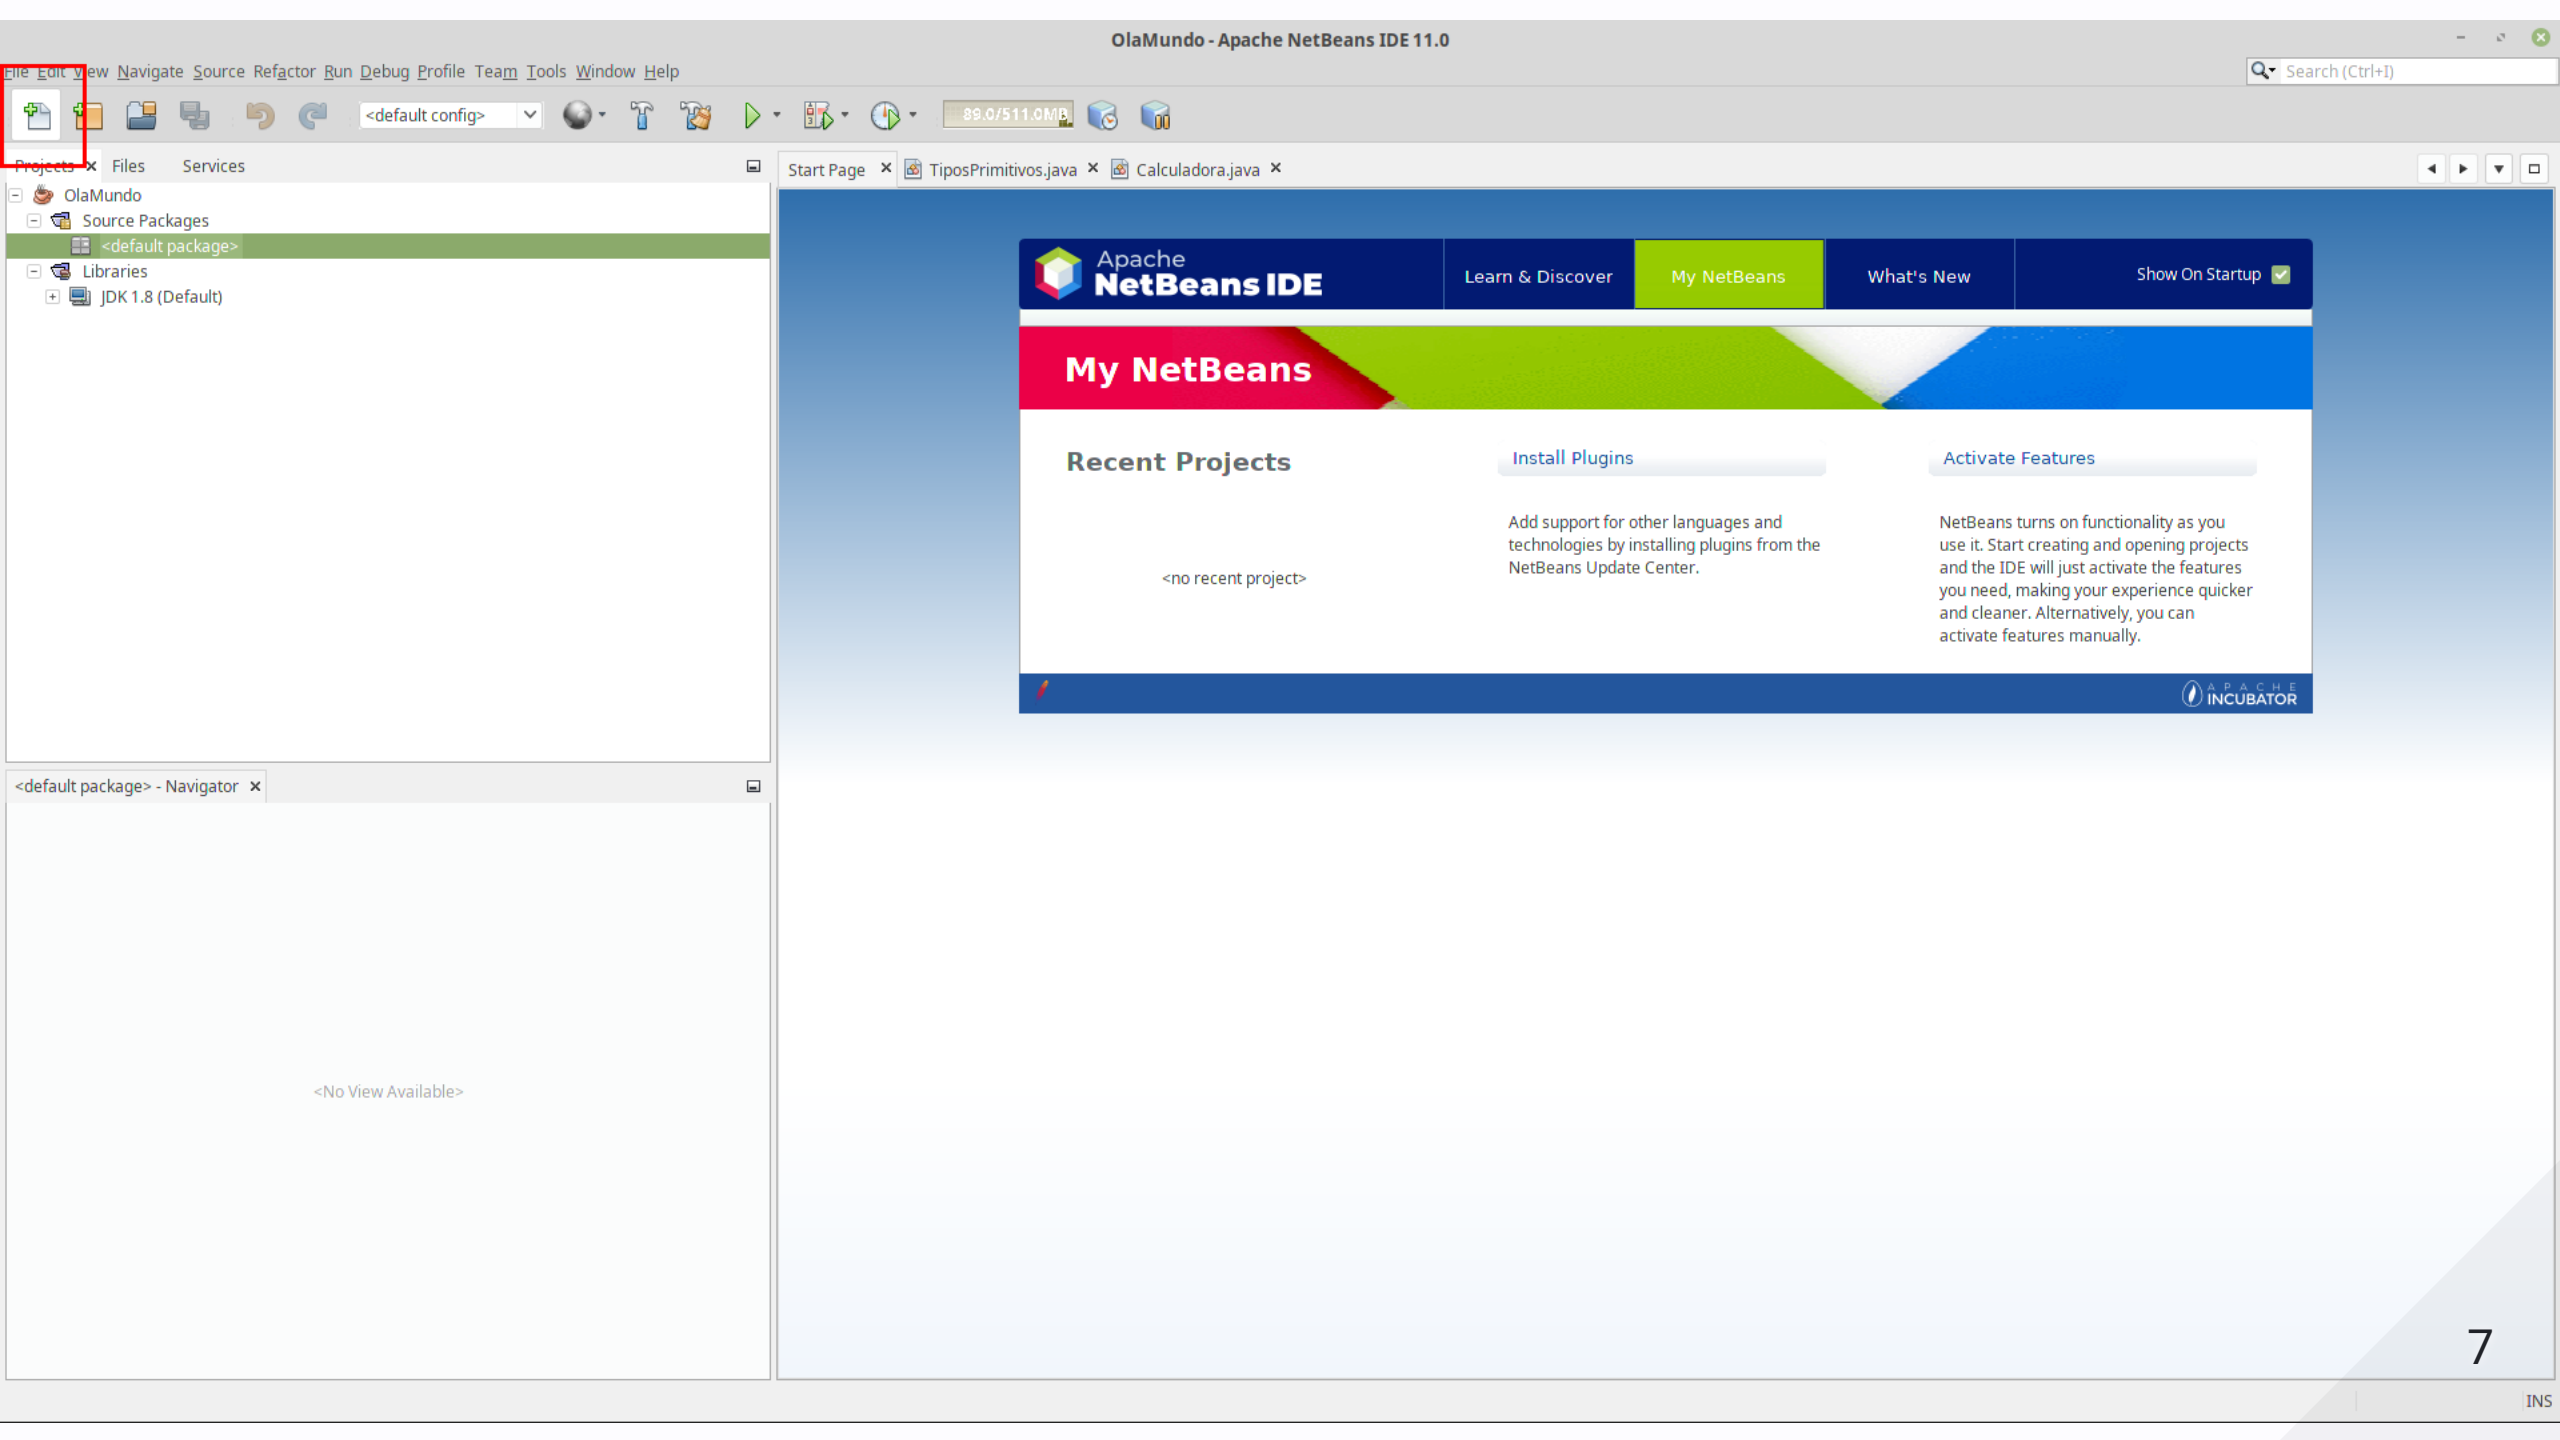 OlaMundo - Apache NetBeans IDE 11.0
File Edit View Navigate Source Refactor Run Debug Profile Team Tools Window Help
Search (Ctrl+I)
<default config>
89.0/511.0MB
Projects Files Services
Start Page TiposPrimitivos.java Calculadora.java
OlaMundo
Source Packages
<default package>
Libraries
JDK 1.8 (Default)
Apache
NetBeans IDE
Learn & Discover
My NetBeans
What's New
Show On Startup
My NetBeans
Recent Projects
<no recent project>
Install Plugins
Add support for other languages and
technologies by installing plugins from the
NetBeans Update Center.
Activate Features
NetBeans turns on functionality as you
use it. Start creating and opening projects
and the IDE will just activate the features
you need, making your experience quicker
and cleaner. Alternatively, you can
activate features manually.
APACHE
INCUBATOR
<default package> - Navigator
<No View Available>
7
INS